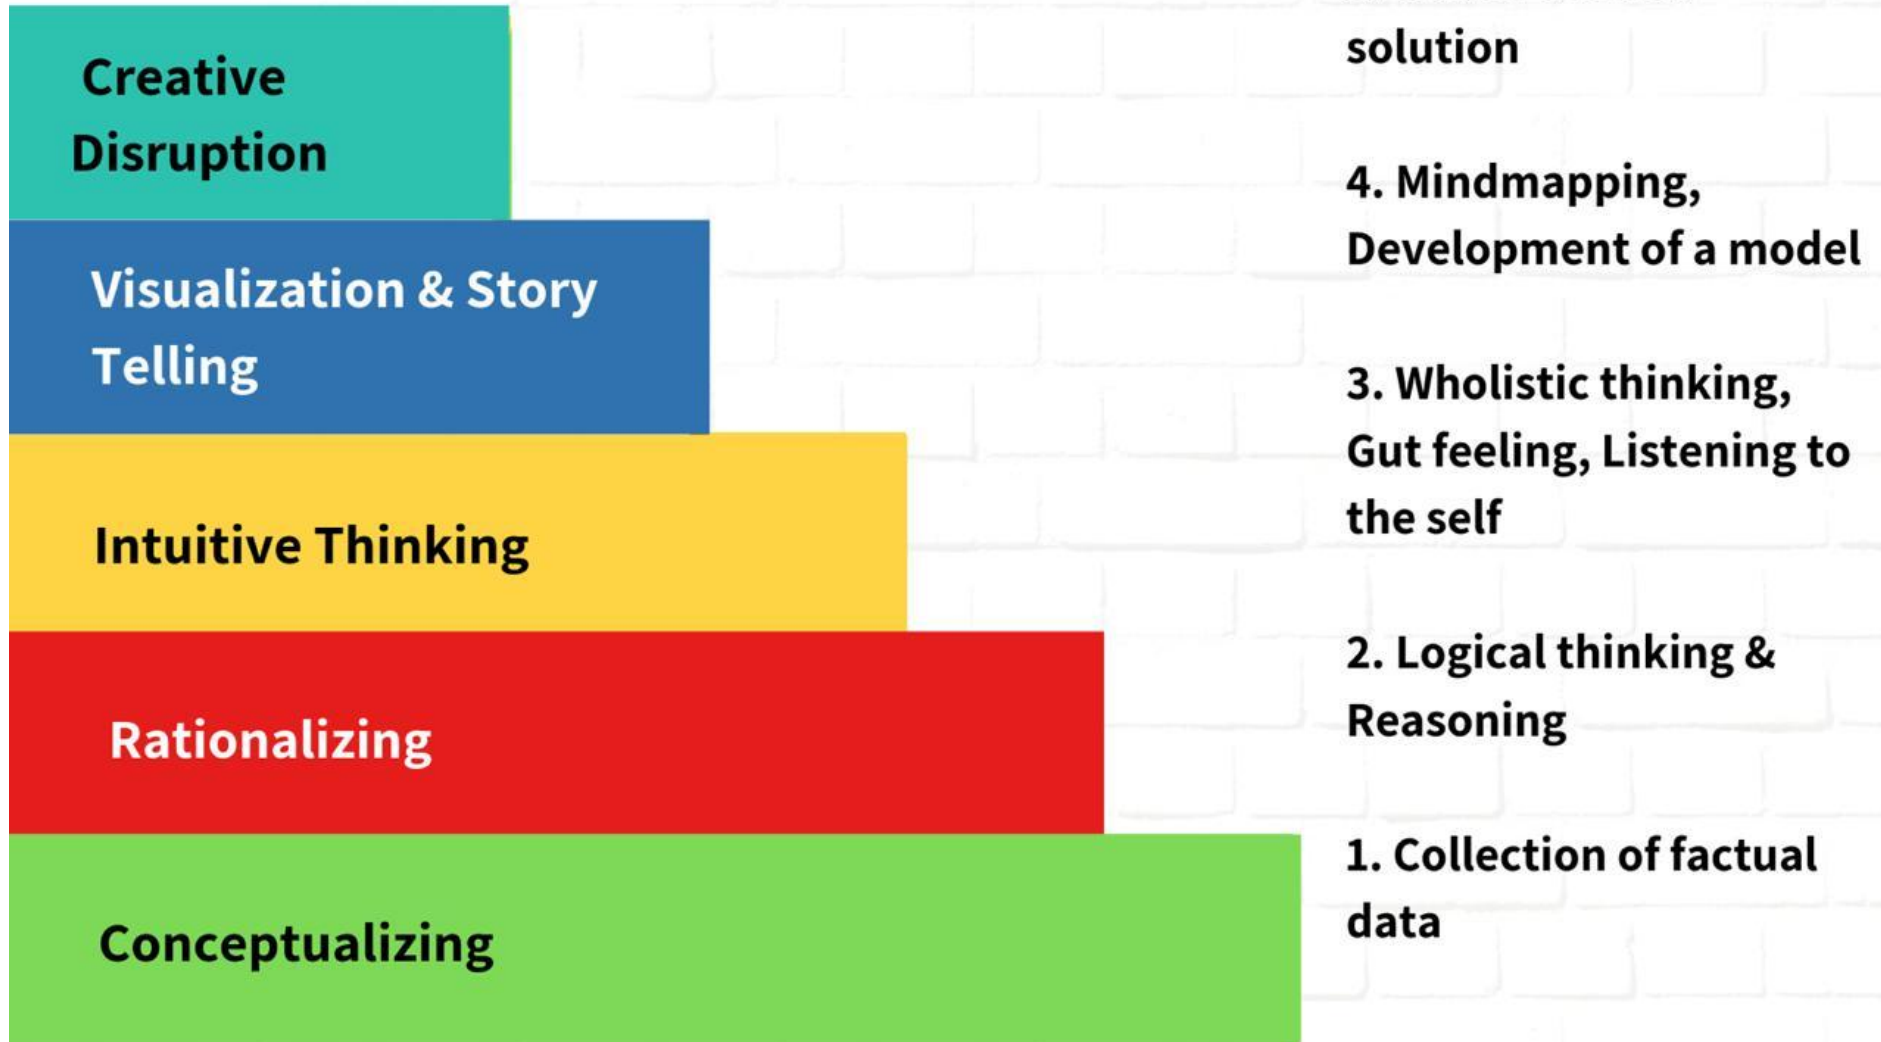 Creative
Disruption
Visualization & Story
Telling
Intuitive Thinking
Rationalizing
Conceptualizing
solution
4. Mindmapping,
Development of a model
3. Wholistic thinking,
Gut feeling, Listening to
the self
2. Logical thinking &
Reasoning
1. Collection of factual
data